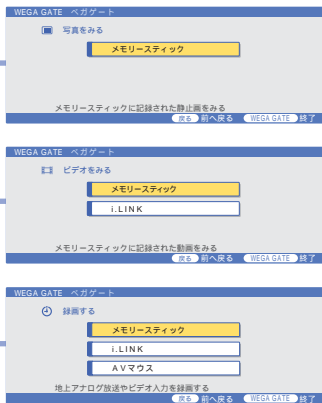 WEGA GATE ベガゲート
写真をみる
メモリースティック
メモリースティックに記録された静止画をみる
戻る 前へ戻る WEGA GATE 終了
WEGA GATE ベガゲート
ビデオをみる
メモリースティック
i.LINK
メモリースティックに記録された動画をみる
戻る 前へ戻る WEGA GATE 終了
WEGA GATE ベガゲート
録画する
メモリースティック
i.LINK
AVマウス
地上アナログ放送やビデオ入力を録画する
戻る 前へ戻る WEGA GATE 終了